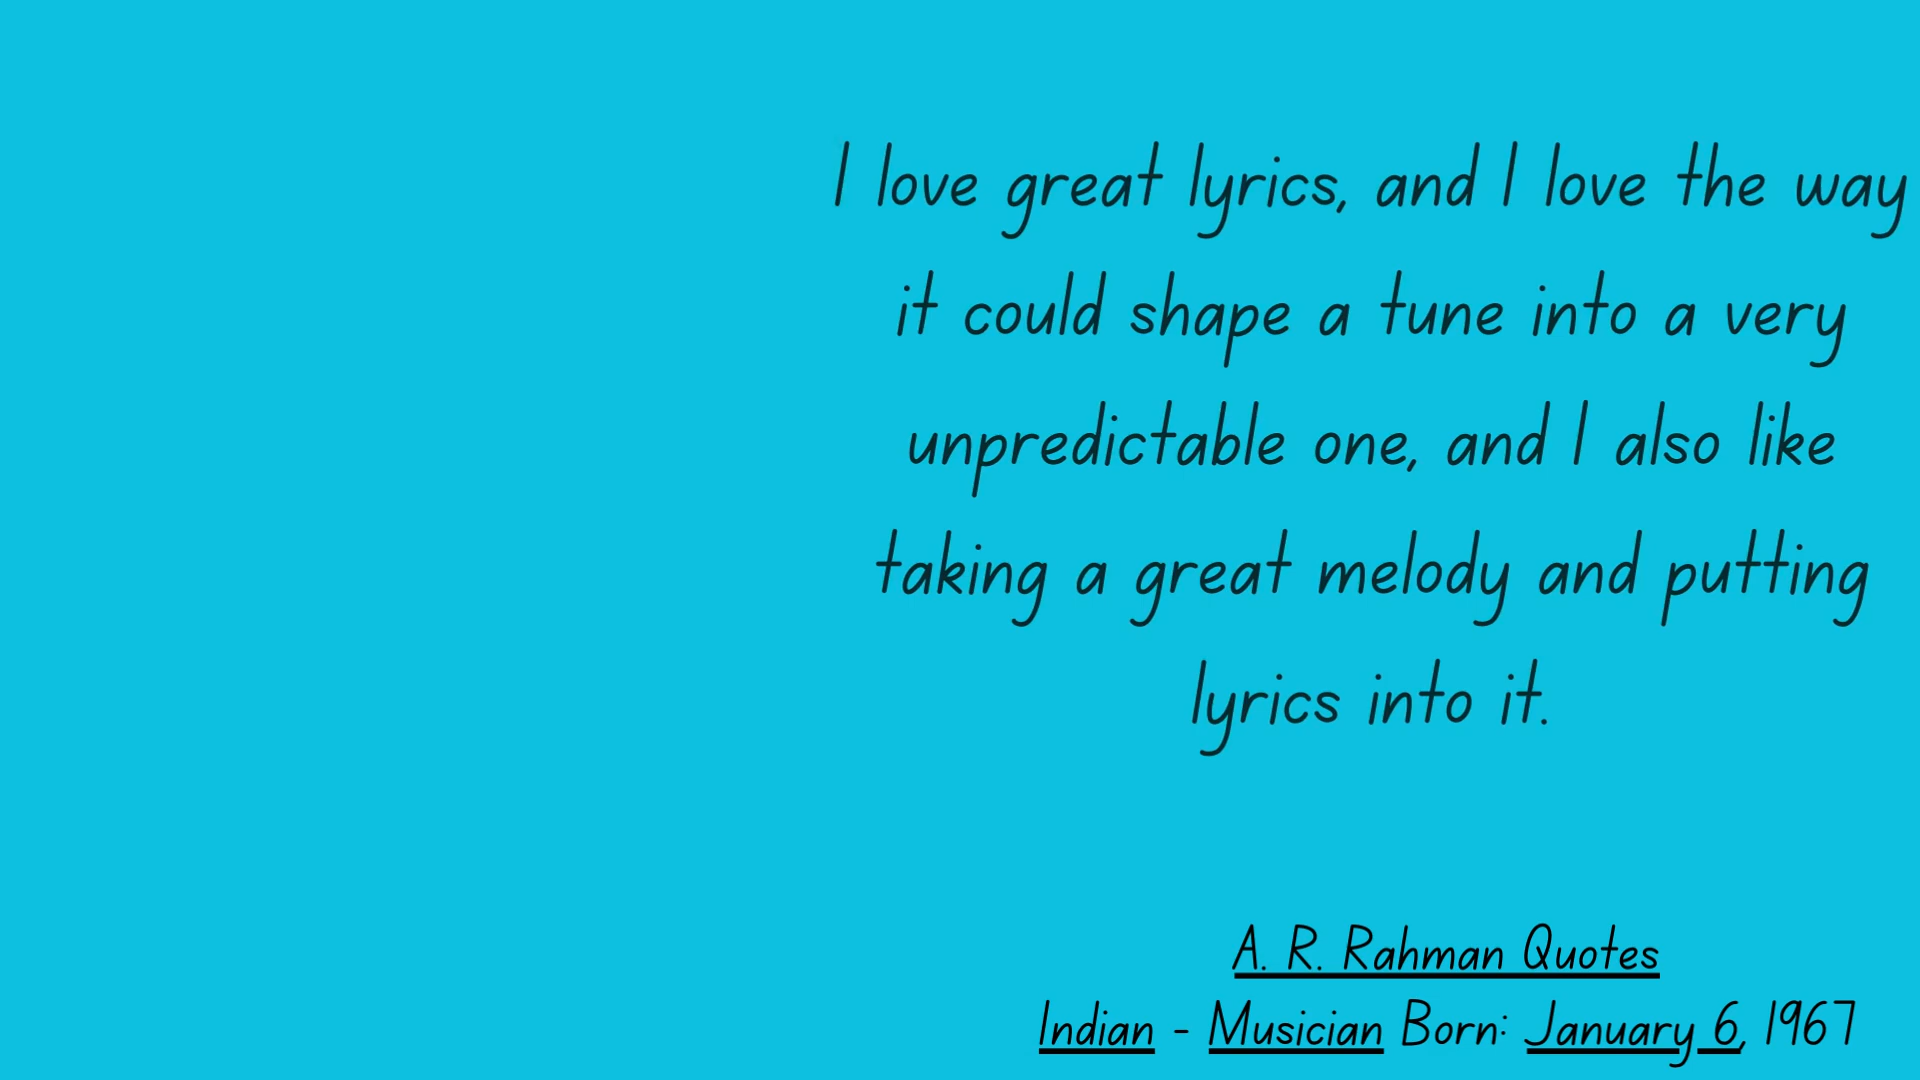 I love great lyrics, and I love the way
it could shape a tune into a very
unpredictable one, and I also like
taking a great melody and putting
lyrics into it.
A. R. Rahman Quotes
Indian - Musician Born: January 6, 1967